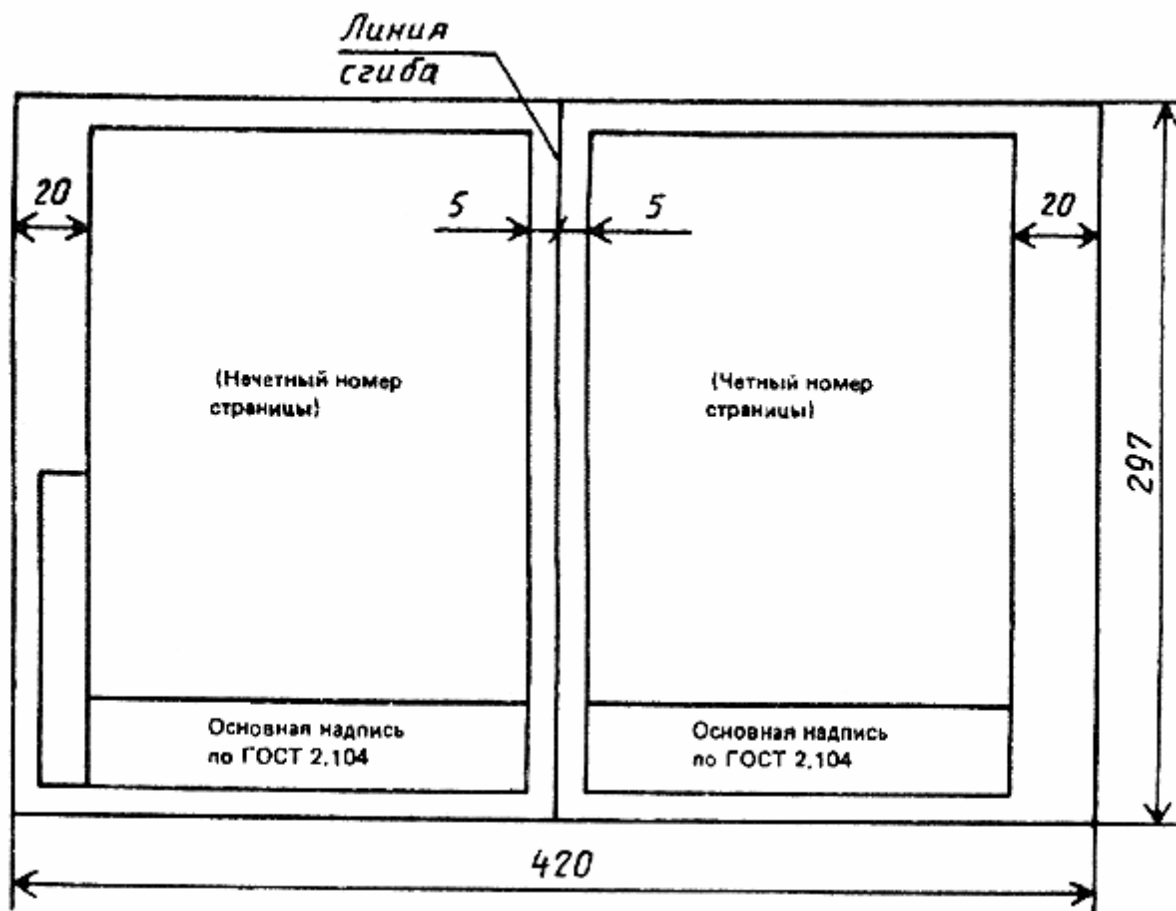 Линия
сгиба
20
5
5
20
(Нечетный номер
страницы)
(Четный номер
страницы)
297
Основная надпись
по ГОСТ 2.104
Основная надпись
по ГОСТ 2.104
420